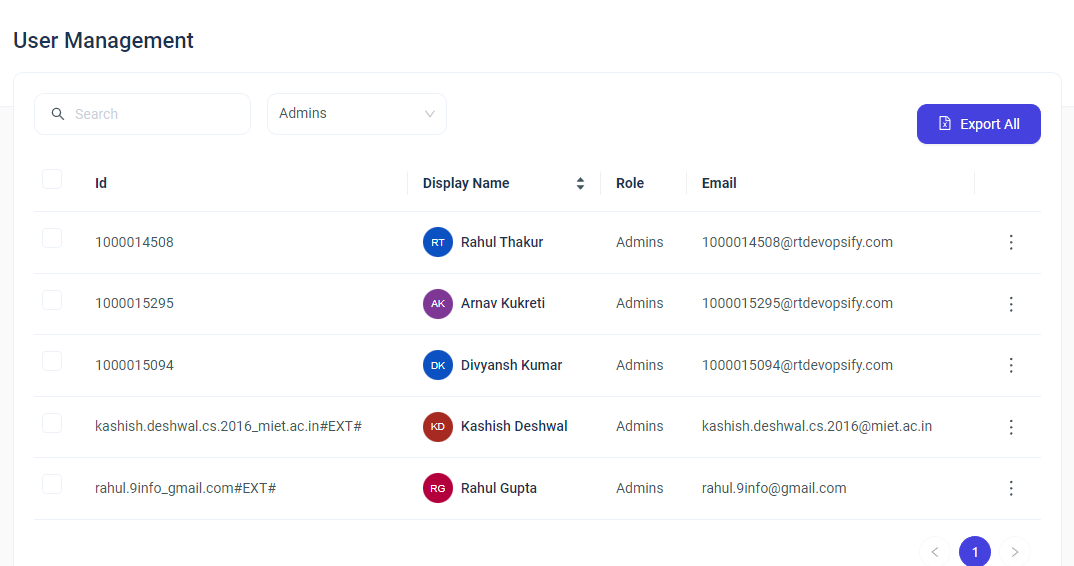 User Management
Search
Admins
Export All
Id Display Name Role Email
1000014508 RT Rahul Thakur Admins 1000014508@rtdevopsify.com
1000015295 AK Arnav Kukreti Admins 1000015295@rtdevopsify.com
1000015094 DK Divyansh Kumar Admins 1000015094@rtdevopsify.com
kashish.deshwal.cs.2016_miet.ac.in#EXT# KD Kashish Deshwal Admins kashish.deshwal.cs.2016@miet.ac.in
rahul.9info_gmail.com#EXT# RG Rahul Gupta Admins rahul.9info@gmail.com
1